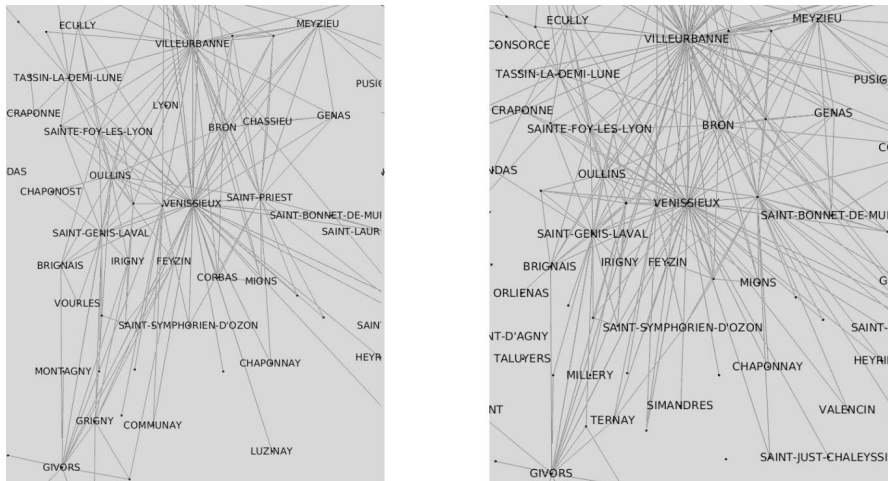 ECULLY
MEYZIEU
VILLEURBANNE
TASSIN-LA-DEMI-LUNE
PUSI
LYON
CRAPONNE
SAINTE-FOY-LES-LYON
BRON
CHASSIEU
GENAS
DAS
OULLINS
CHAPONOST
VENISSIEUX
SAINT-PRIEST
SAINT-BONNET-DE-MUI
SAINT-LAUR
SAINT-GENIS-LAVAL
BRIGNAIS
IRIGNY
FEYZIN
CORBAS
MIONS
VOURLES
SAINT-SYMPHORIEN-D'OZON
SAIN
MONTAGNY
CHAPONNAY
HEYR
GRIGNY
COMMUNAY
LUZINAY
GIVORS
ECULLY
MEYZIEU
CONSORCE
VILLEURBANNE
TASSIN-LA-DEMI-LUNE
PUSIG
CRAPONNE
SAINTE-FOY-LES-LYON
BRON
GENAS
CO
NDAS
OULLINS
VENISSIEUX
SAINT-BONNET-DE-MU
SAINT-GENIS-LAVAL
BRIGNAIS
IRIGNY
FEYZIN
MIONS
G
ORLIENAS
SAINT-SYMPHORIEN-D'OZON
SAINT-
NT-D'AGNY
TALUYERS
MILLERY
CHAPONNAY
HEYRI
NT
SIMANDRES
VALENCIN
TERNAY
SAINT-JUST-CHALEYSSI
GIVORS